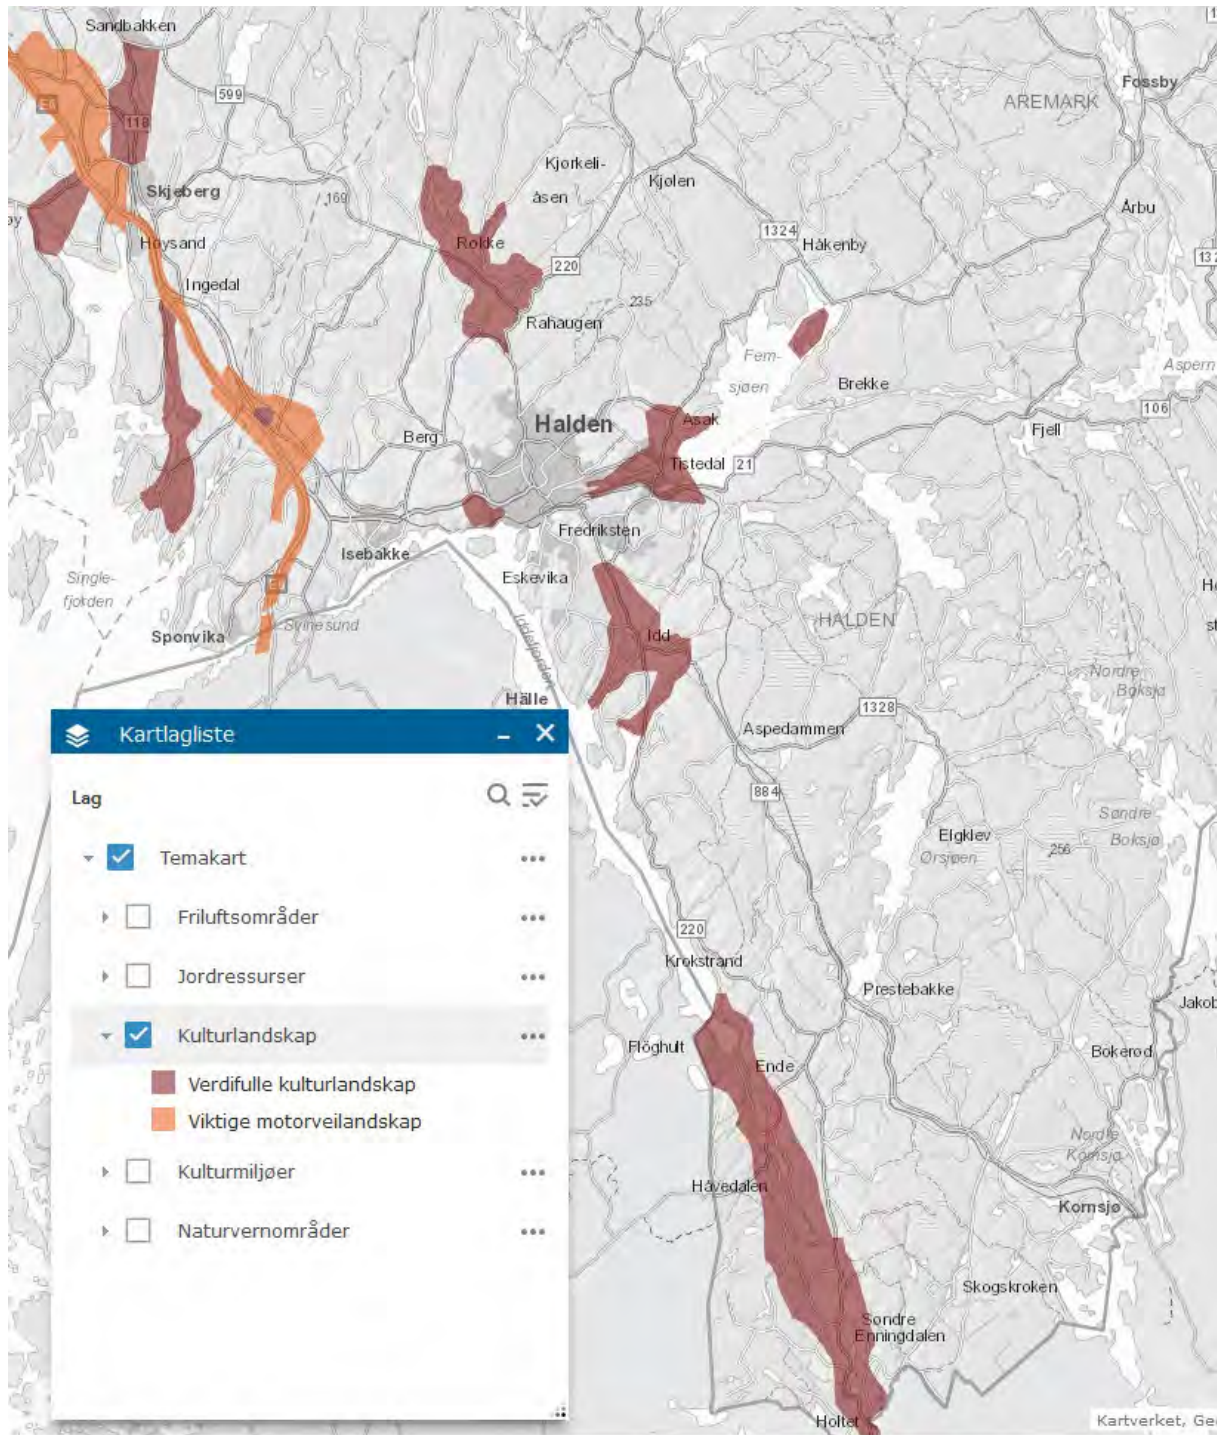 Sandbakken
599
E6
118
Fossby
AREMARK
Kjørkeli-
åsen
Kjølen
Skjeberg
169
Årbu
1324
Høysand
Rokke
Håkenby
220
Ingedal
235
Rahaugen
Fem-
sjøen
Aspern
Brekke
106
Halden
Asak
Fjell
Berg
Tistedal
21
Fredriksten
Isebakke
Eskevika
Single-
fjorden
E6
Svinesund
Sponvika
Iddefjorden
Idd
HALDEN
Nordre
Boksjø
Hälle
1328
Aspedammen
Kartlagliste
Lag
884
Søndre
Boksjø
Elgklev
Ørsjøen
256
Temakart
Friluftsområder
220
Krokstrand
Jordressurser
Prestebakke
Kulturlandskap
Flöghult
Bokerød
Ende
Verdifulle kulturlandskap
Viktige motorveilandskap
Nordre
Kornsjø
Kulturmiljøer
Håvedalen
Kornsjø
Naturvernområder
Skogskroken
Søndre
Enningdalen
Holtet
Kartverket, Ge